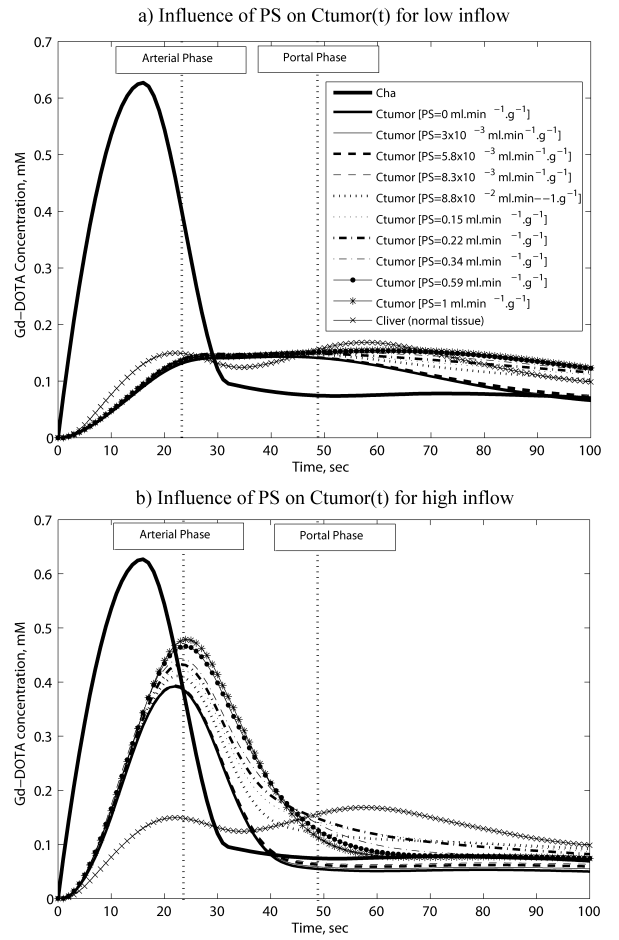 a) Influence of PS on Ctumor(t) for low inflow
0.7
Arterial Phase
Portal Phase
0.6
Cha
Ctumor [PS=0 ml.min −1.g−1]
Ctumor [PS=3x10 −3 ml.min−1.g−1]
Ctumor [PS=5.8x10 −3 ml.min−1.g−1]
0.5
Ctumor [PS=8.3x10 −3 ml.min−1.g−1]
Ctumor [PS=8.8x10 −2 ml.min−−1.g−1]
0.4
Ctumor [PS=0.15 ml.min −1.g−1]
Ctumor [PS=0.22 ml.min −1.g−1]
Ctumor [PS=0.34 ml.min −1.g−1]
0.3
Ctumor [PS=0.59 ml.min −1.g−1]
Ctumor [PS=1 ml.min −1.g−1]
Cliver (normal tissue)
0.2
0.1
0
Gd−DOTA Concentration, mM
0 10 20 30 40 50 60 70 80 90 100
Time, sec
b) Influence of PS on Ctumor(t) for high inflow
0.7
Arterial Phase
Portal Phase
0.6
0.5
0.4
0.3
0.2
0.1
0
Gd−DOTA concentration, mM
0 10 20 30 40 50 60 70 80 90 100
Time, sec